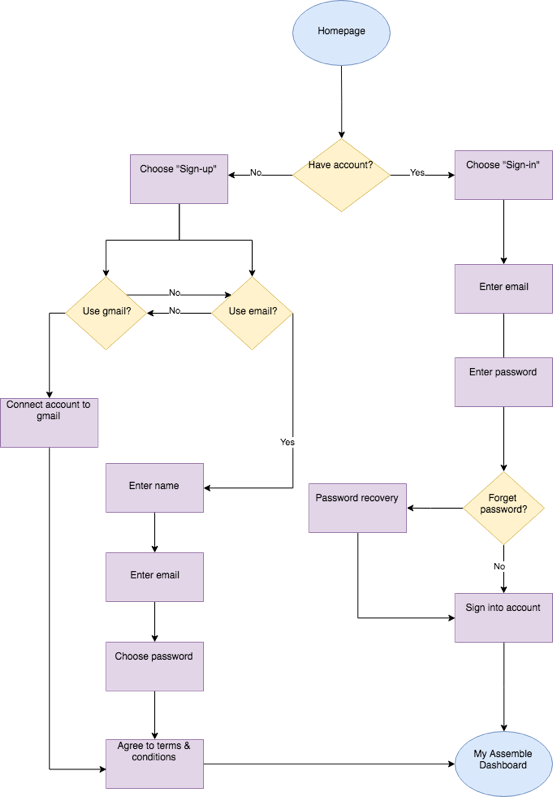 Homepage
Have account?
No
Yes
Choose "Sign-up"
Choose "Sign-in"
Enter email
Use gmail?
No
No
Use email?
Enter password
Connect account to
gmail
Yes
Enter name
Password recovery
Forget
password?
No
Enter email
Sign into account
Choose password
Agree to terms &
conditions
My Assemble
Dashboard